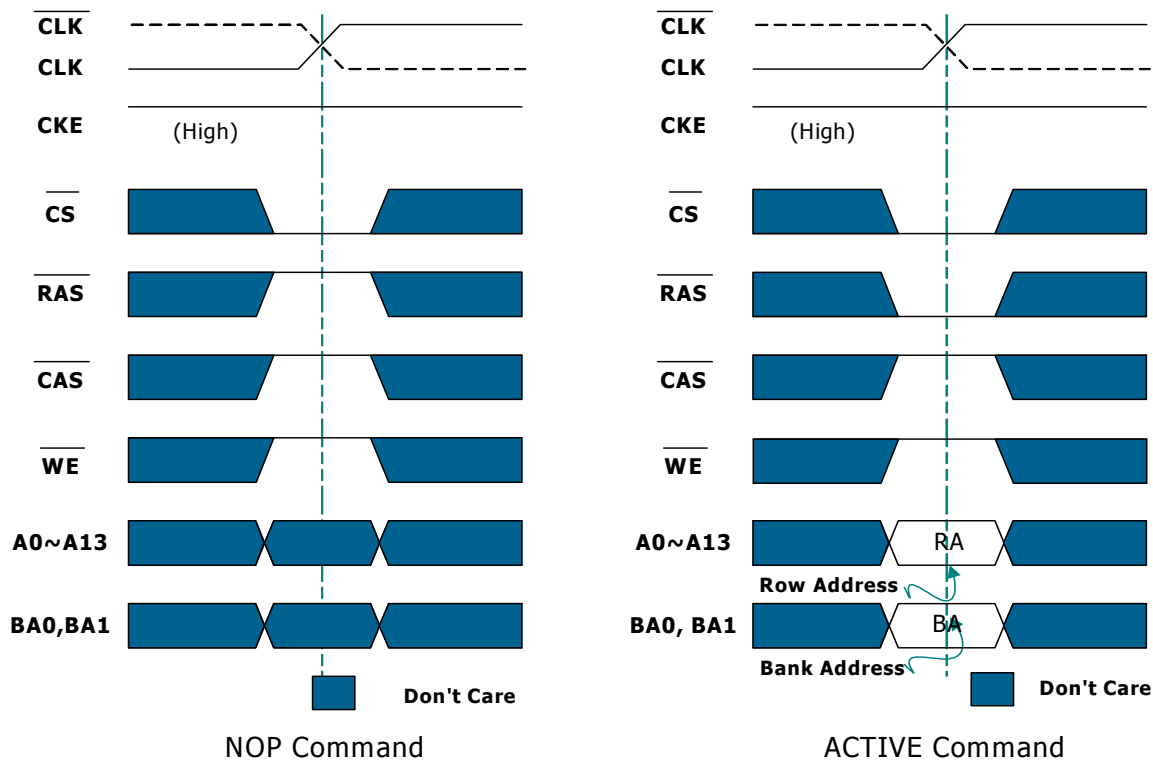 CLK
CLK
CKE
(High)
CS
RAS
CAS
WE
A0~A13
BA0,BA1
Don't Care
NOP Command
CLK
CLK
CKE
(High)
CS
RAS
CAS
WE
A0~A13
RA
Row Address
BA0, BA1
BA
Bank Address
Don't Care
ACTIVE Command